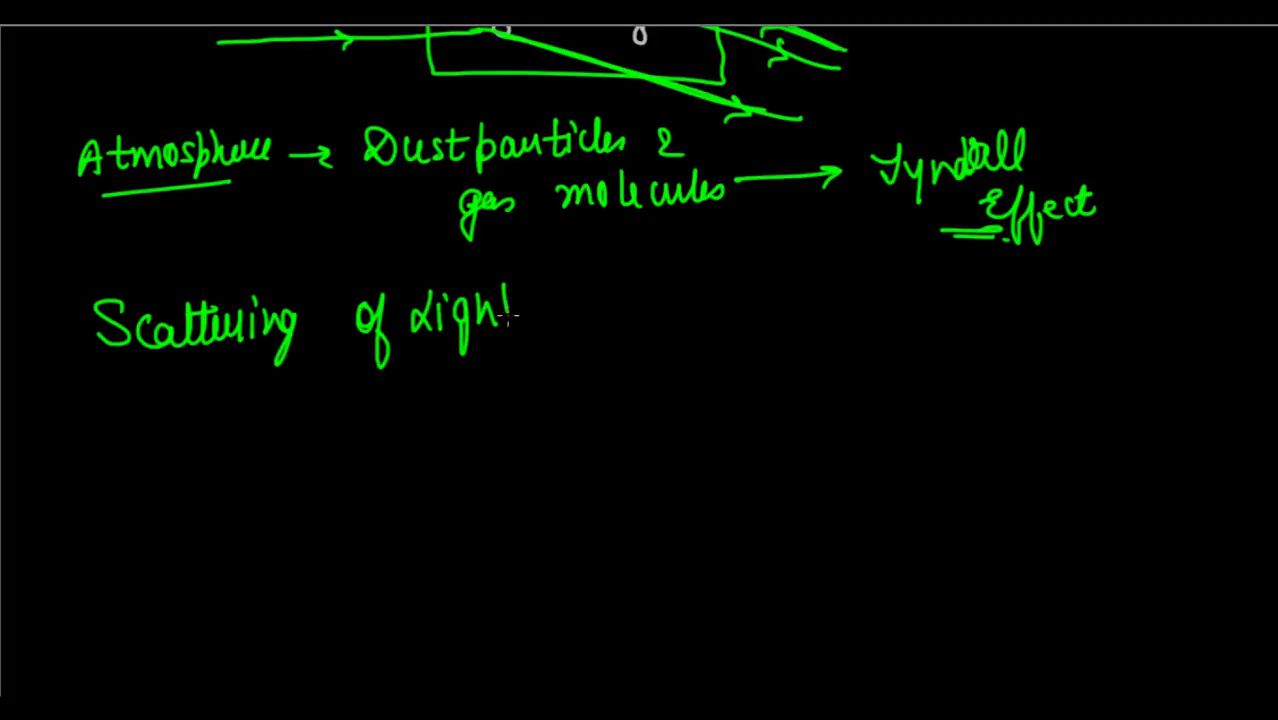 Atmosphere → Dust particles &
gas molecules → Tyndall
Effect
Scattering of Light